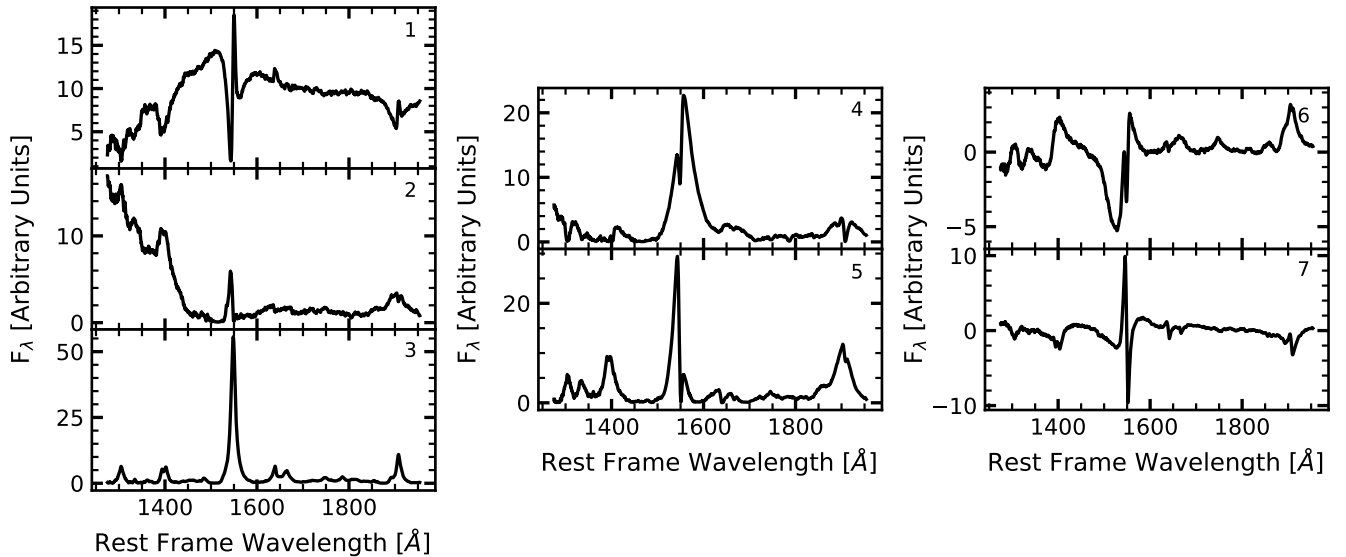 F_λ [Arbitrary Units]
15
10
5
1
10
0
2
50
25
0
3
1400 1600 1800
Rest Frame Wavelength [Å]
F_λ [Arbitrary Units]
20
10
0
4
20
0
5
1400 1600 1800
Rest Frame Wavelength [Å]
F_λ [Arbitrary Units]
0
−5
6
10
0
−10
7
1400 1600 1800
Rest Frame Wavelength [Å]